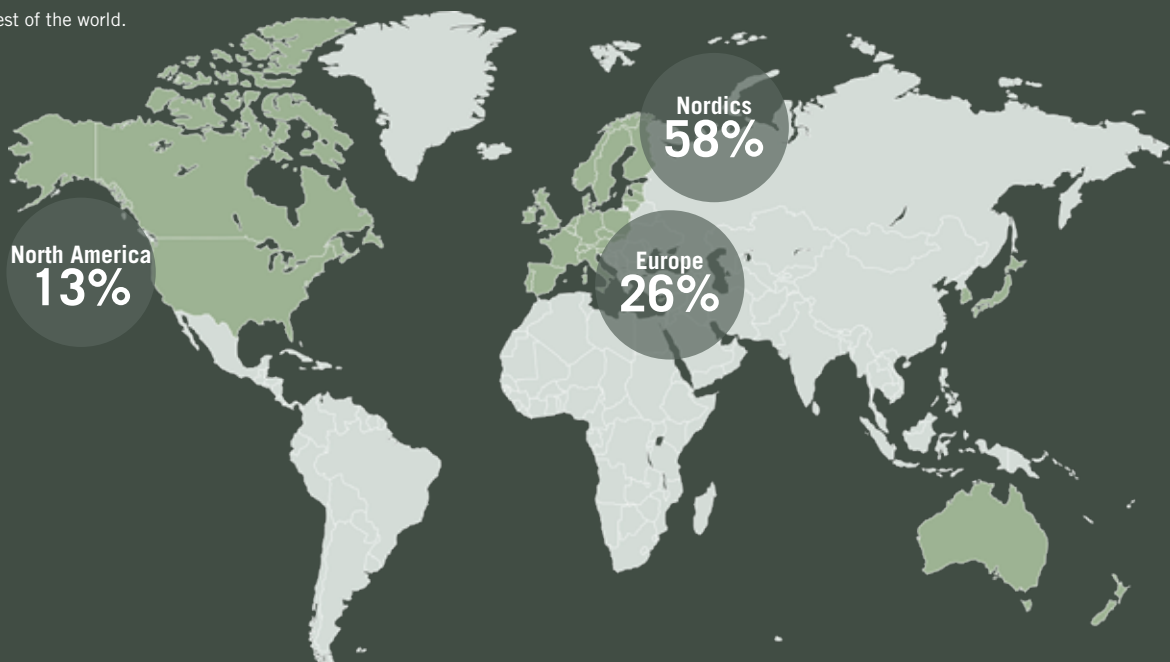 est of the world.
Nordics
58%
North America
13%
Europe
26%